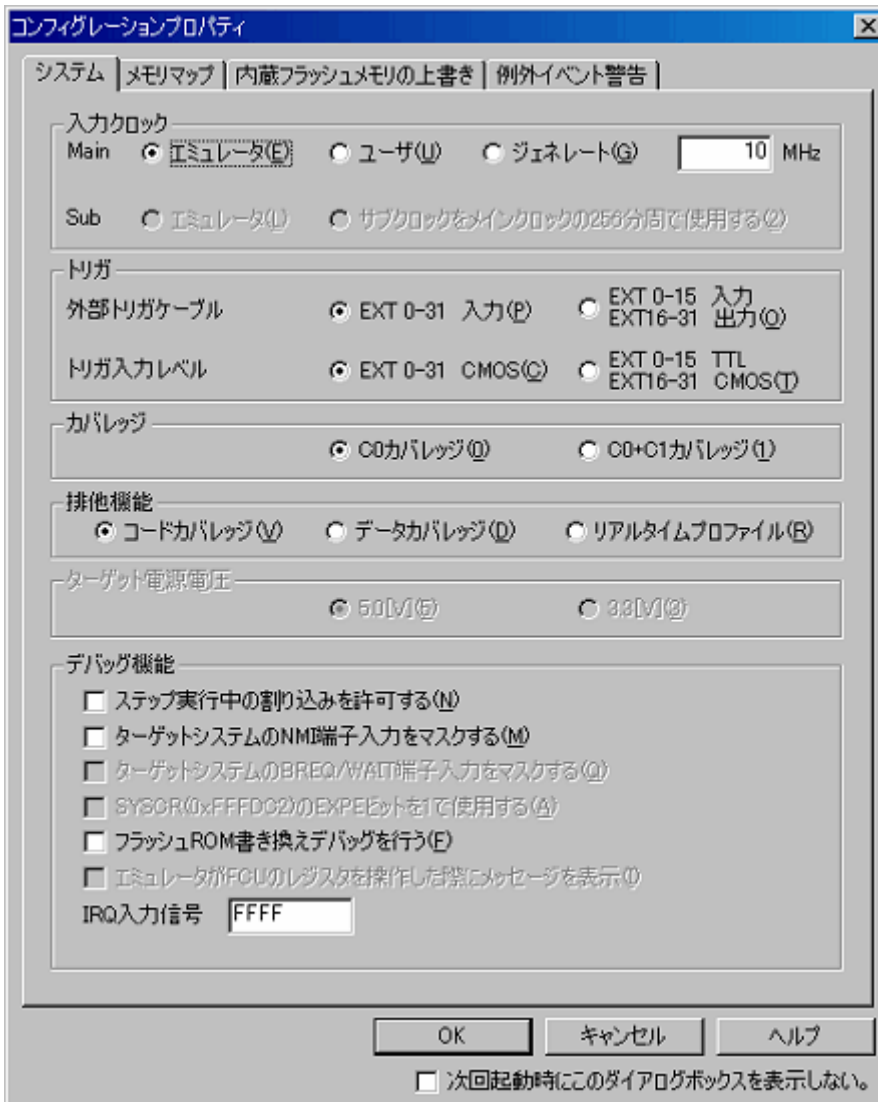 コンフィグレーションプロパティ
システム メモリマップ 内蔵フラッシュメモリの上書き 例外イベント警告
入力クロック
Main エミュレータ(E) ユーザ(U) ジェネレート(G) 10 MHz
Sub エミュレータ(L) サブクロックをメインクロックの256分周で使用する(2)
トリガ
外部トリガケーブル EXT 0-31 入力(P) EXT 0-15 入力
EXT16-31 出力(O)
トリガ入力レベル EXT 0-31 CMOS(C) EXT 0-15 TTL
EXT16-31 CMOS(T)
カバレッジ
C0カバレッジ(0) C0+C1カバレッジ(1)
排他機能
コードカバレッジ(V) データカバレッジ(D) リアルタイムプロファイル(R)
ターゲット電源電圧
5.0[V](5) 3.3[V](3)
デバッグ機能
ステップ実行中の割り込みを許可する(N)
ターゲットシステムのNMI端子入力をマスクする(M)
ターゲットシステムのBREQ/WAIT端子入力をマスクする(Q)
SYSCR(0xFFFDC2)のEXPEビットを1で使用する(A)
フラッシュROM書き換えデバッグを行う(F)
エミュレータがFCUのレジスタを操作した際にメッセージを表示(I)
IRQ入力信号 FFFF
OK キャンセル ヘルプ
次回起動時にこのダイアログボックスを表示しない。